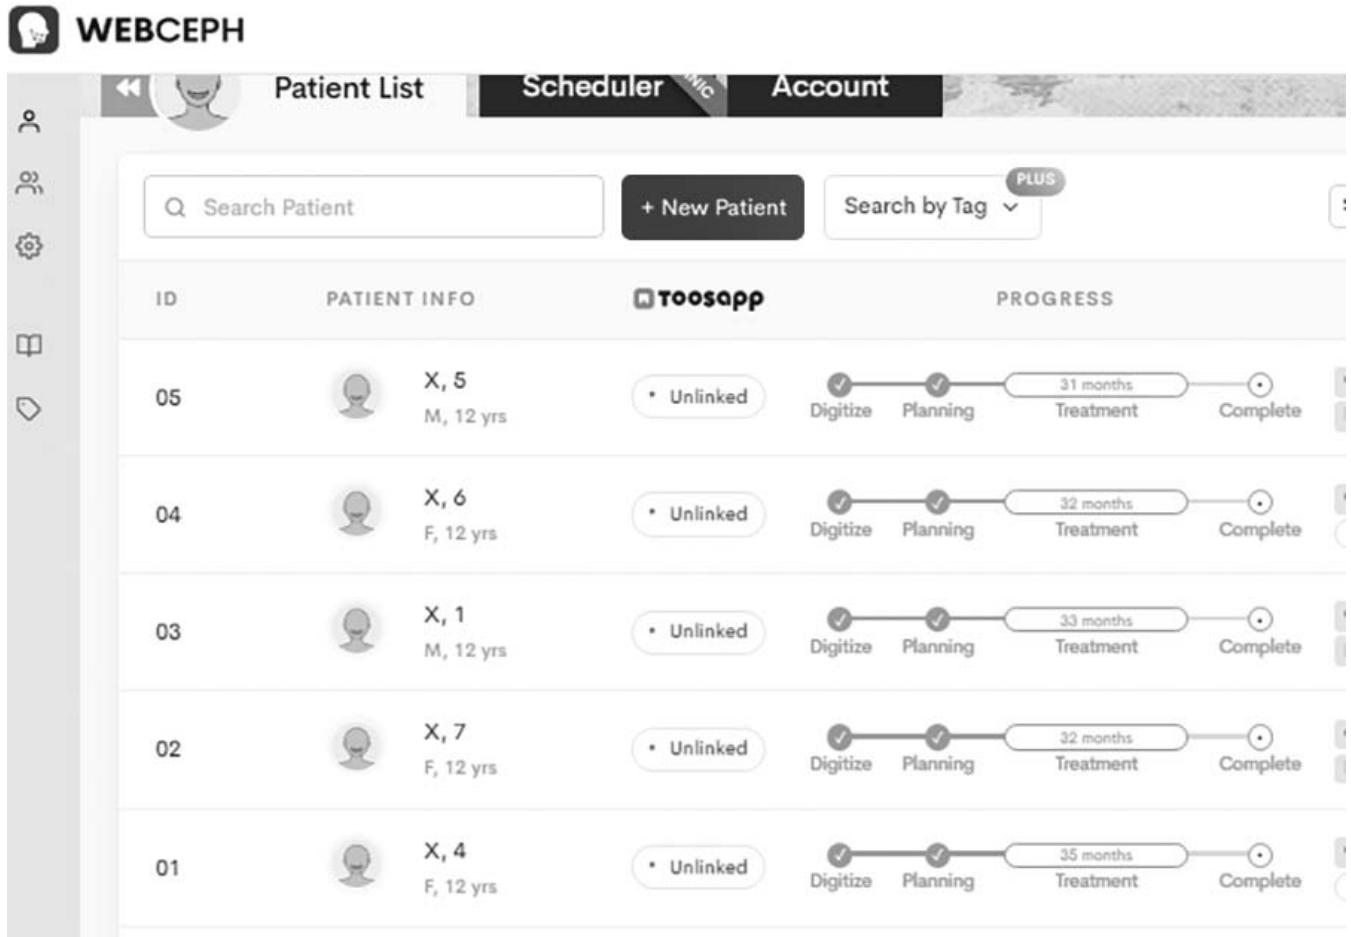 WEBCEPH
Patient List Scheduler Account
Search Patient + New Patient Search by Tag PLUS
ID PATIENT INFO TOOSAPP PROGRESS
05 X, 5 Unlinked 31 months
M, 12 yrs Digitize Planning Treatment Complete
04 X, 6 Unlinked 32 months
F, 12 yrs Digitize Planning Treatment Complete
03 X, 1 Unlinked 33 months
M, 12 yrs Digitize Planning Treatment Complete
02 X, 7 Unlinked 32 months
F, 12 yrs Digitize Planning Treatment Complete
01 X, 4 Unlinked 35 months
F, 12 yrs Digitize Planning Treatment Complete